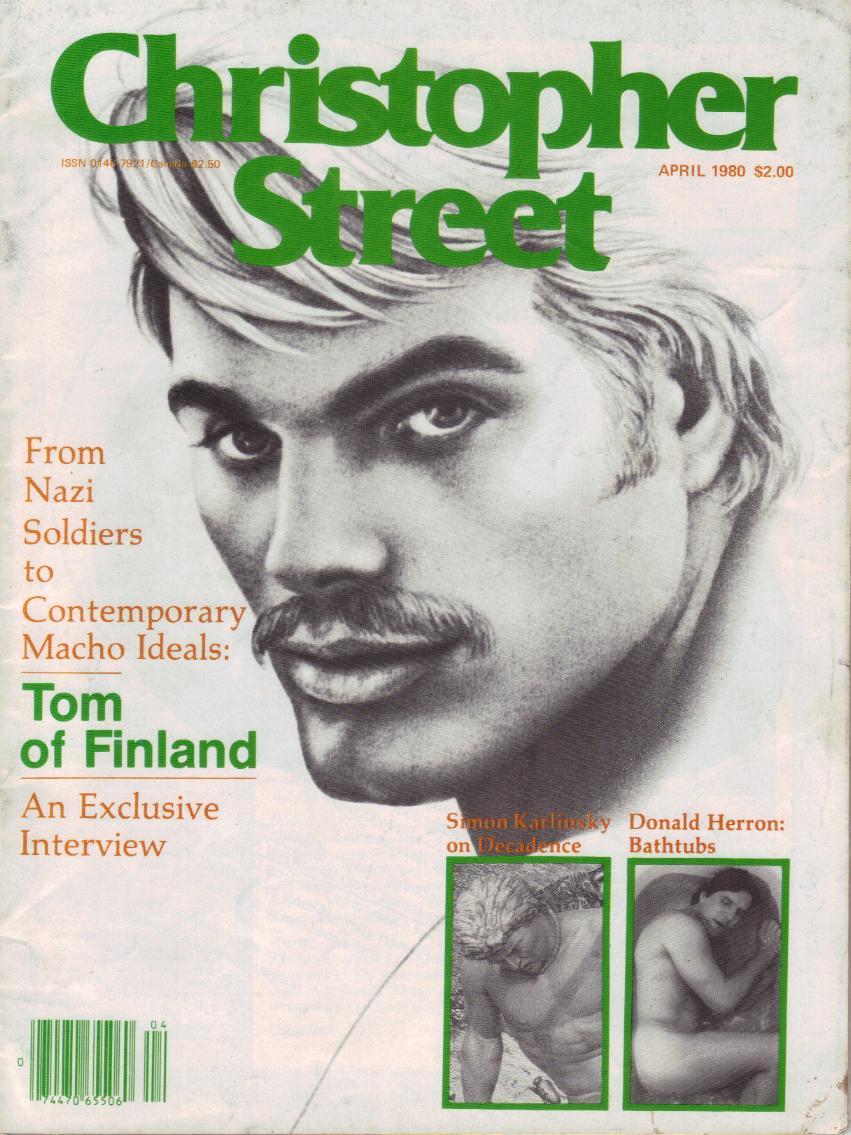 Christopher
Street
ISSN 0146-7921/Canada $2.50
APRIL 1980 $2.00
From
Nazi
Soldiers
to
Contemporary
Macho Ideals:
Tom
of Finland
An Exclusive
Interview
Simon Karlinsky
on Decadence
Donald Herron:
Bathtubs
04
0
74470 65506